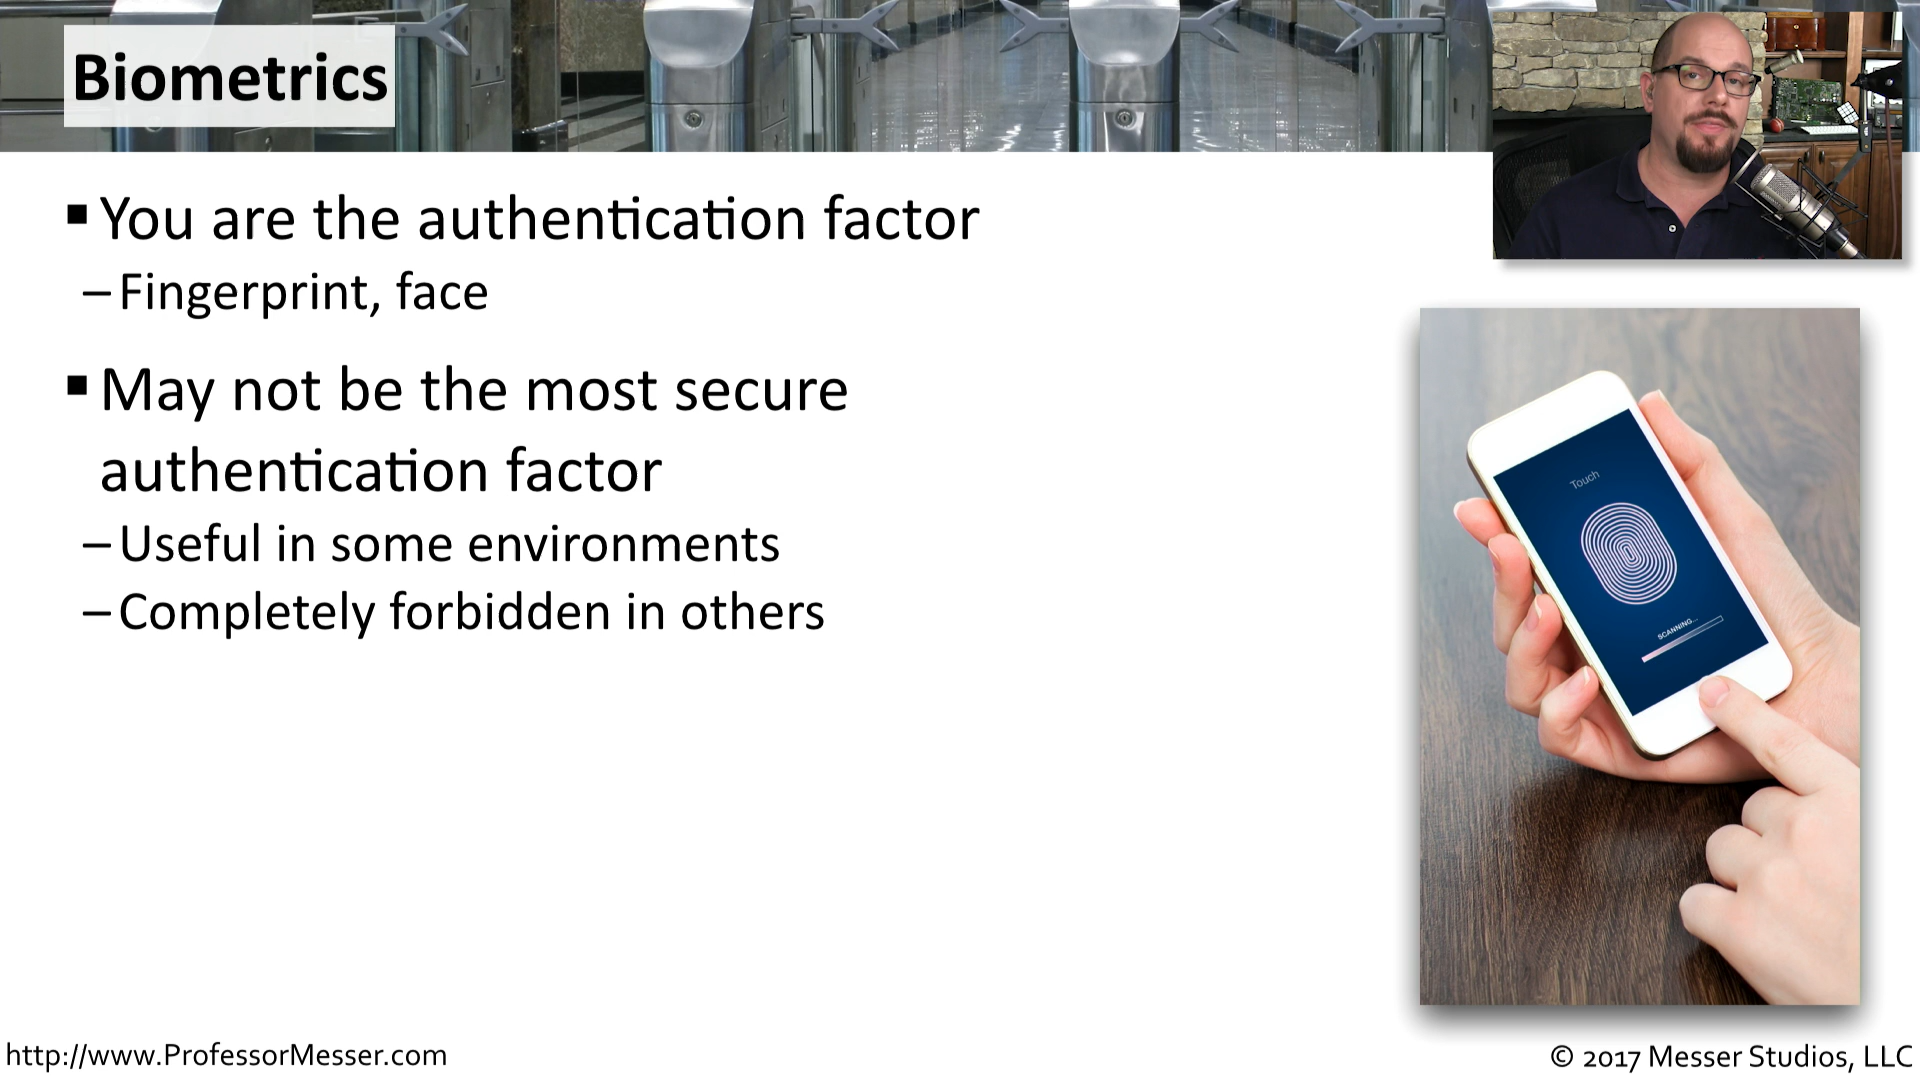 Biometrics
▪ You are the authentication factor
– Fingerprint, face
▪ May not be the most secure
authentication factor
– Useful in some environments
– Completely forbidden in others
Touch
SCANNING...
http://www.ProfessorMesser.com
© 2017 Messer Studios, LLC